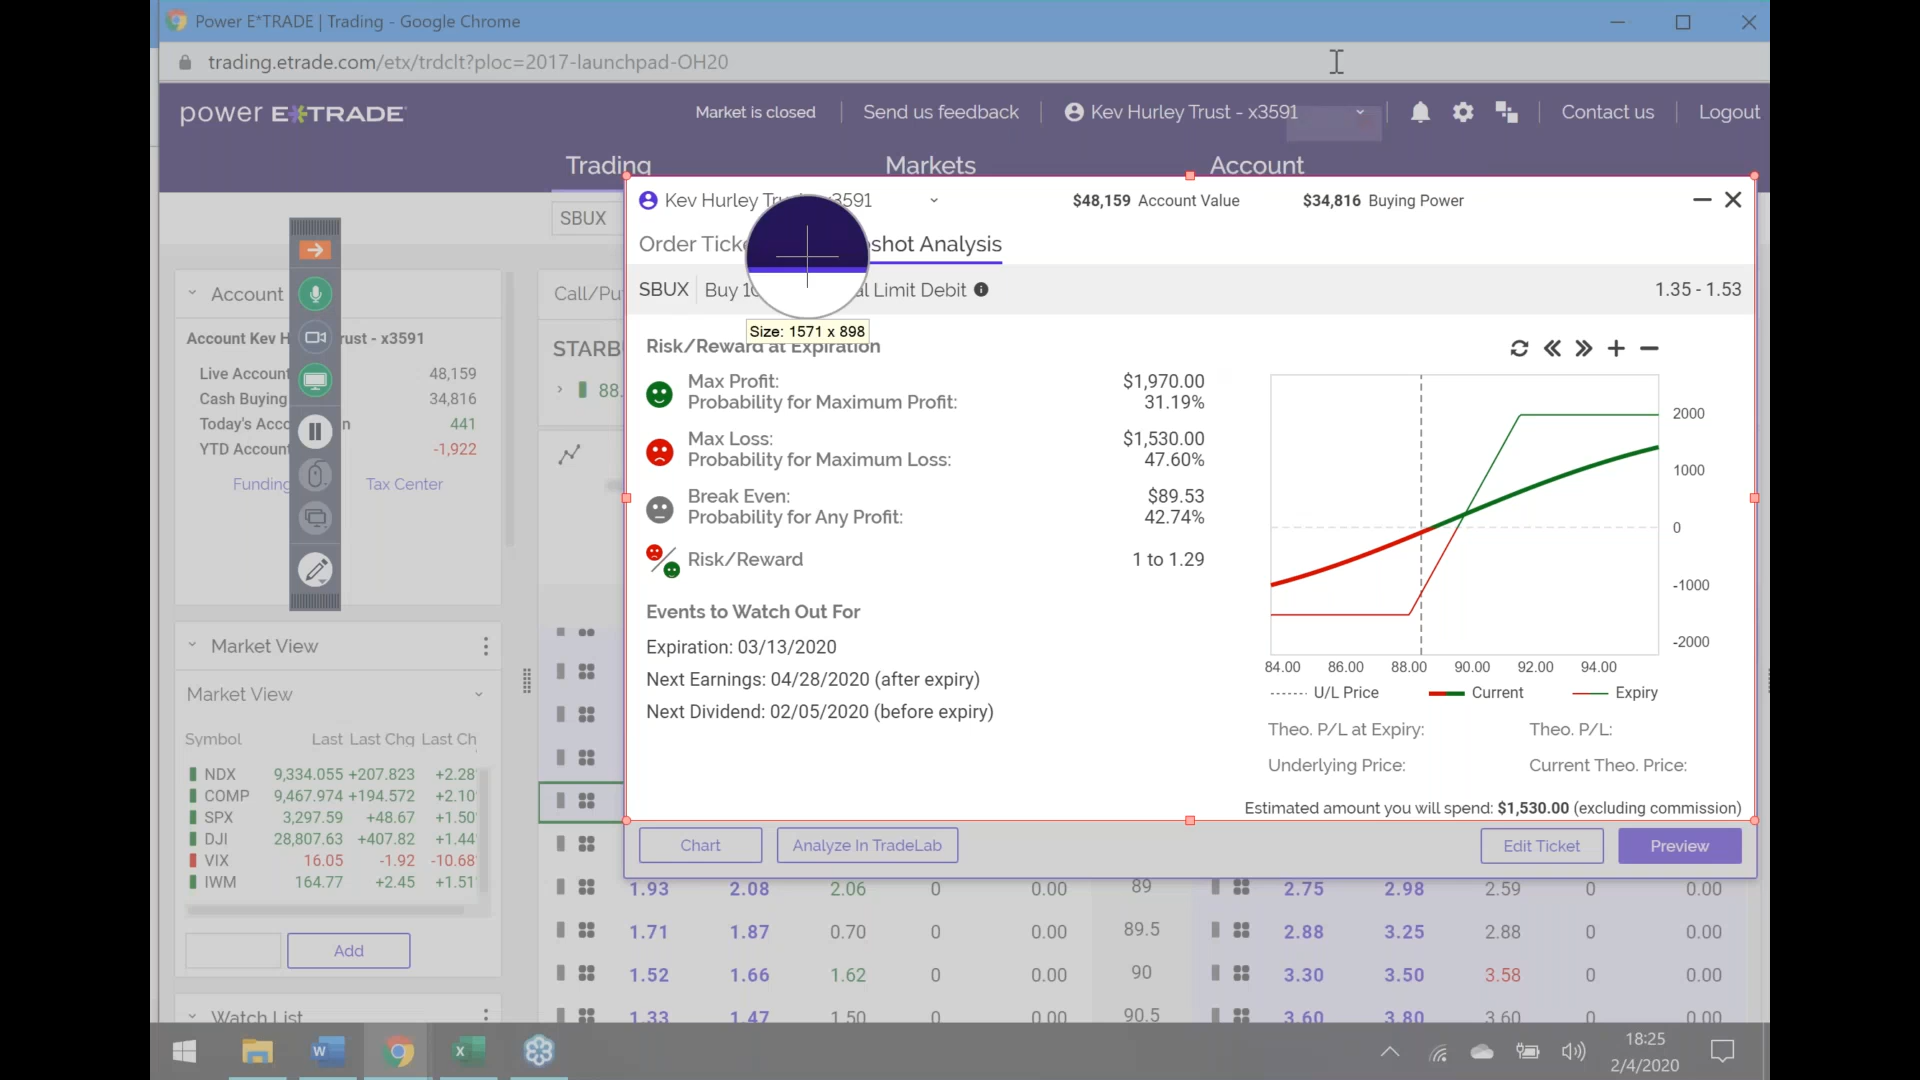 Power E*TRADE | Trading - Google Chrome
trading.etrade.com/etx/trdclt?ploc=2017-launchpad-OH20
power E*TRADE
Market is closed
Send us feedback
Kev Hurley Trust - x3591
Contact us
Logout
Trading
Markets
Account
SBUX
Kev Hurley
3591
$48,159 Account Value
$34,816 Buying Power
Order
shot Analysis
SBUX
Buy
Limit Debit
1.35 - 1.53
Size: 1571 x 898
Risk/Reward at Expiration
Max Profit:
$1,970.00
Probability for Maximum Profit:
31.19%
Max Loss:
$1,530.00
Probability for Maximum Loss:
47.60%
Break Even:
$89.53
Probability for Any Profit:
42.74%
Risk/Reward
1 to 1.29
Events to Watch Out For
Expiration: 03/13/2020
Next Earnings: 04/28/2020 (after expiry)
Next Dividend: 02/05/2020 (before expiry)
2000
1000
0
-1000
-2000
84.00 86.00 88.00 90.00 92.00 94.00
U/L Price
Current
Expiry
Theo. P/L at Expiry:
Theo. P/L:
Underlying Price:
Current Theo. Price:
Estimated amount you will spend: $1,530.00 (excluding commission)
Chart
Analyze In TradeLab
Edit Ticket
Preview
Account
Account Kev H
rust - x3591
Live Account
48,159
Cash Buying
34,816
Today's Acco
n
441
YTD Account
-1,922
Funding
Tax Center
Call/Pu
STARB
88.
Market View
Market View
Symbol Last Last Chg Last Ch
NDX 9,334.055 +207.823 +2.28
COMP 9,467.974 +194.572 +2.10
SPX 3,297.59 +48.67 +1.50
DJI 28,807.63 +407.82 +1.44
VIX 16.05 -1.92 -10.68
IWM 164.77 +2.45 +1.51
Add
Watch List
1.93 2.08 2.06 0 0.00 89 2.75 2.98 2.59 0 0.00
1.71 1.87 0.70 0 0.00 89.5 2.88 3.25 2.88 0 0.00
1.52 1.66 1.62 0 0.00 90 3.30 3.50 3.58 0 0.00
1.33 1.47 1.50 0 0.00 90.5 3.60 3.80 3.60 0 0.00
18:25
2/4/2020